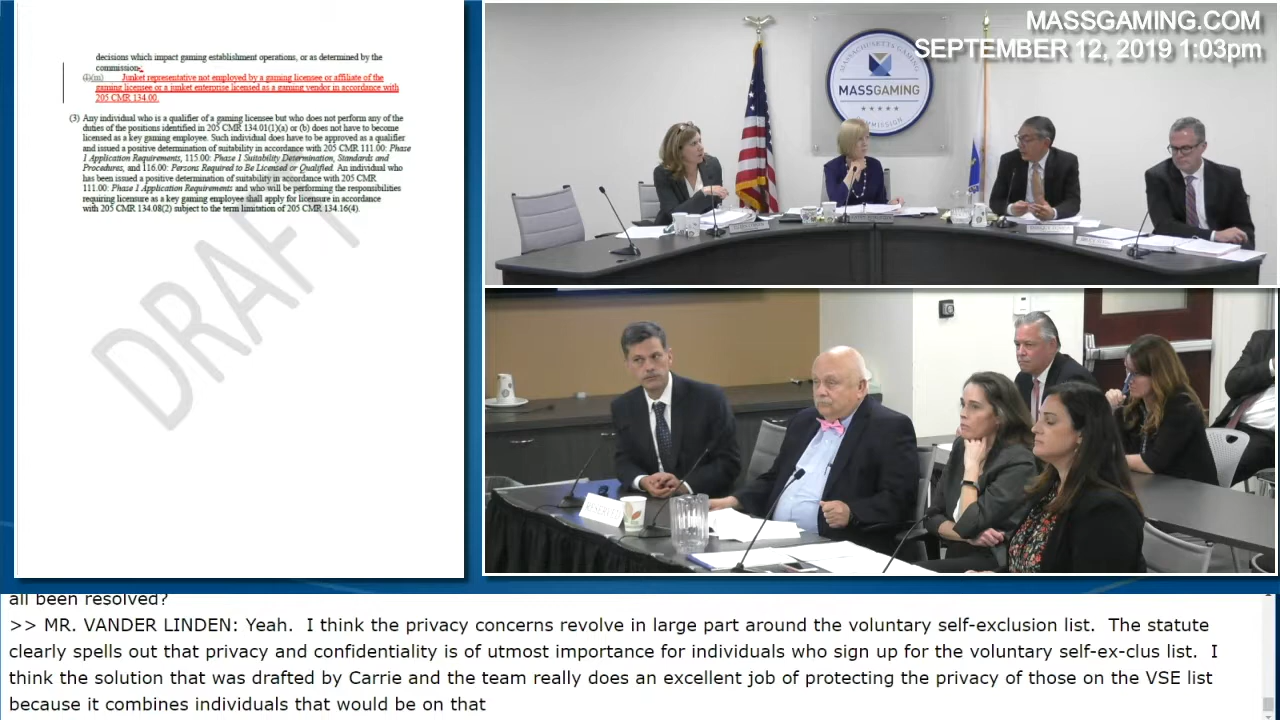 MASSGAMING.COM
SEPTEMBER 12, 2019 1:03pm
decisions which impact gaming establishment operations, or as determined by the
commission.;
(l)(m) Junket representative not employed by a gaming licensee or affiliate of the
gaming licensee or a junket enterprise licensed as a gaming vendor in accordance with
205 CMR 134.00.
(3) Any individual who is a qualifier of a gaming licensee but who does not perform any of the
duties of the positions identified in 205 CMR 134.01(1)(a) or (b) does not have to become
licensed as a key gaming employee. Such individual does have to be approved as a qualifier
and issued a positive determination of suitability in accordance with 205 CMR 111.00: Phase
1 Application Requirements, 115.00: Phase 1 Suitability Determination, Standards and
Procedures, and 116.00: Persons Required to Be Licensed or Qualified. An individual who
has been issued a positive determination of suitability in accordance with 205 CMR
111.00: Phase 1 Application Requirements and who will be performing the responsibilities
requiring licensure as a key gaming employee shall apply for licensure in accordance
with 205 CMR 134.08(2) subject to the term limitation of 205 CMR 134.16(4).
DRAFT
MASSACHUSETTS GAMING
MASSGAMING
COMMISSION
RESERVED
all been resolved?
>> MR. VANDER LINDEN: Yeah. I think the privacy concerns revolve in large part around the voluntary self-exclusion list. The statute
clearly spells out that privacy and confidentiality is of utmost importance for individuals who sign up for the voluntary self-ex-clus list. I
think the solution that was drafted by Carrie and the team really does an excellent job of protecting the privacy of those on the VSE list
because it combines individuals that would be on that